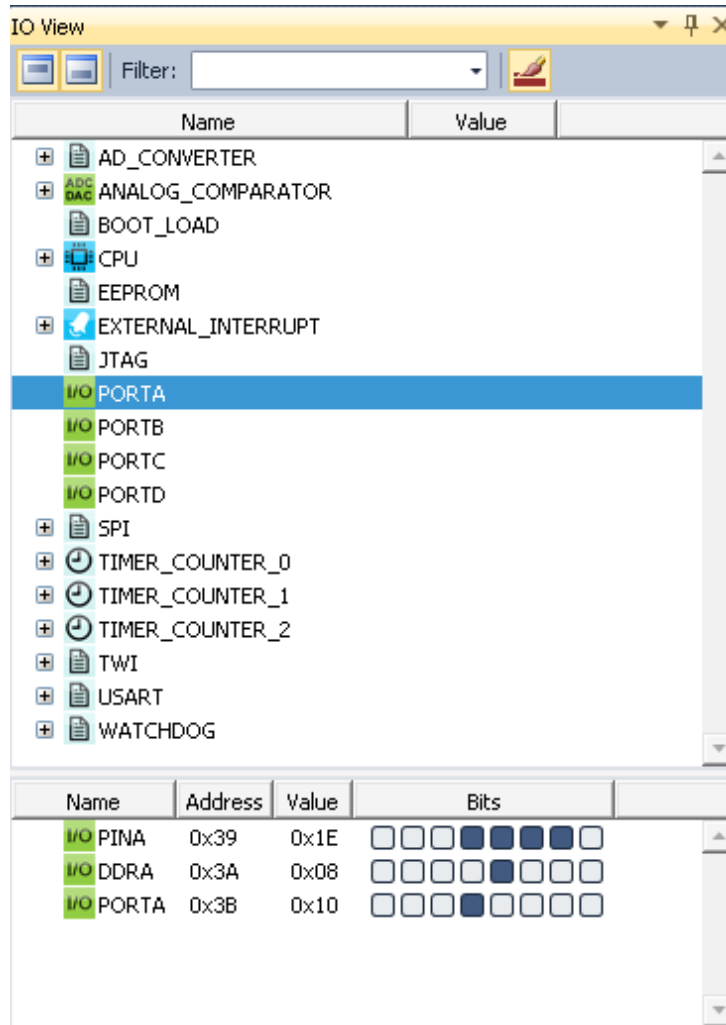 IO View
Filter:
Name Value
AD_CONVERTER
ADC DAC ANALOG_COMPARATOR
BOOT_LOAD
CPU
EEPROM
EXTERNAL_INTERRUPT
JTAG
I/O PORTA
I/O PORTB
I/O PORTC
I/O PORTD
SPI
TIMER_COUNTER_0
TIMER_COUNTER_1
TIMER_COUNTER_2
TWI
USART
WATCHDOG
Name Address Value Bits
I/O PINA 0x39 0x1E
I/O DDRA 0x3A 0x08
I/O PORTA 0x3B 0x10